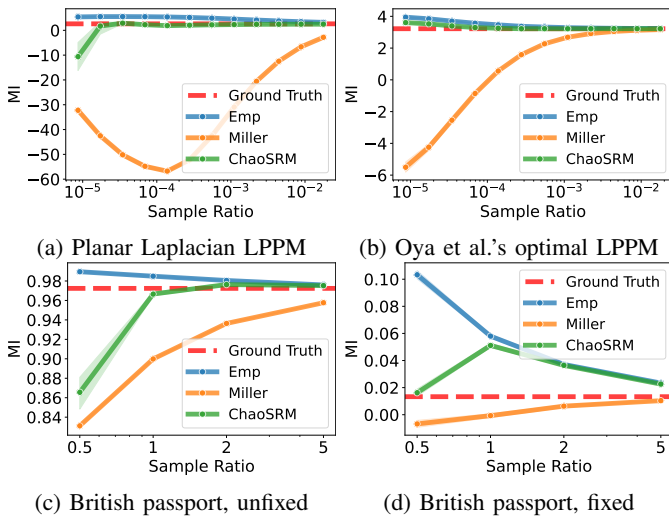 0
−10
−20
−30
−40
−50
−60
MI
Ground Truth
Emp
Miller
ChaoSRM
10⁻⁵ 10⁻⁴ 10⁻³ 10⁻²
Sample Ratio
(a) Planar Laplacian LPPM
4
2
0
−2
−4
−6
MI
Ground Truth
Emp
Miller
ChaoSRM
10⁻⁵ 10⁻⁴ 10⁻³ 10⁻²
Sample Ratio
(b) Oya et al.'s optimal LPPM
0.98
0.96
0.94
0.92
0.90
0.88
0.86
0.84
MI
Ground Truth
Emp
Miller
ChaoSRM
0.5 1 2 5
Sample Ratio
(c) British passport, unfixed
0.10
0.08
0.06
0.04
0.02
0.00
MI
Ground Truth
Emp
Miller
ChaoSRM
0.5 1 2 5
Sample Ratio
(d) British passport, fixed